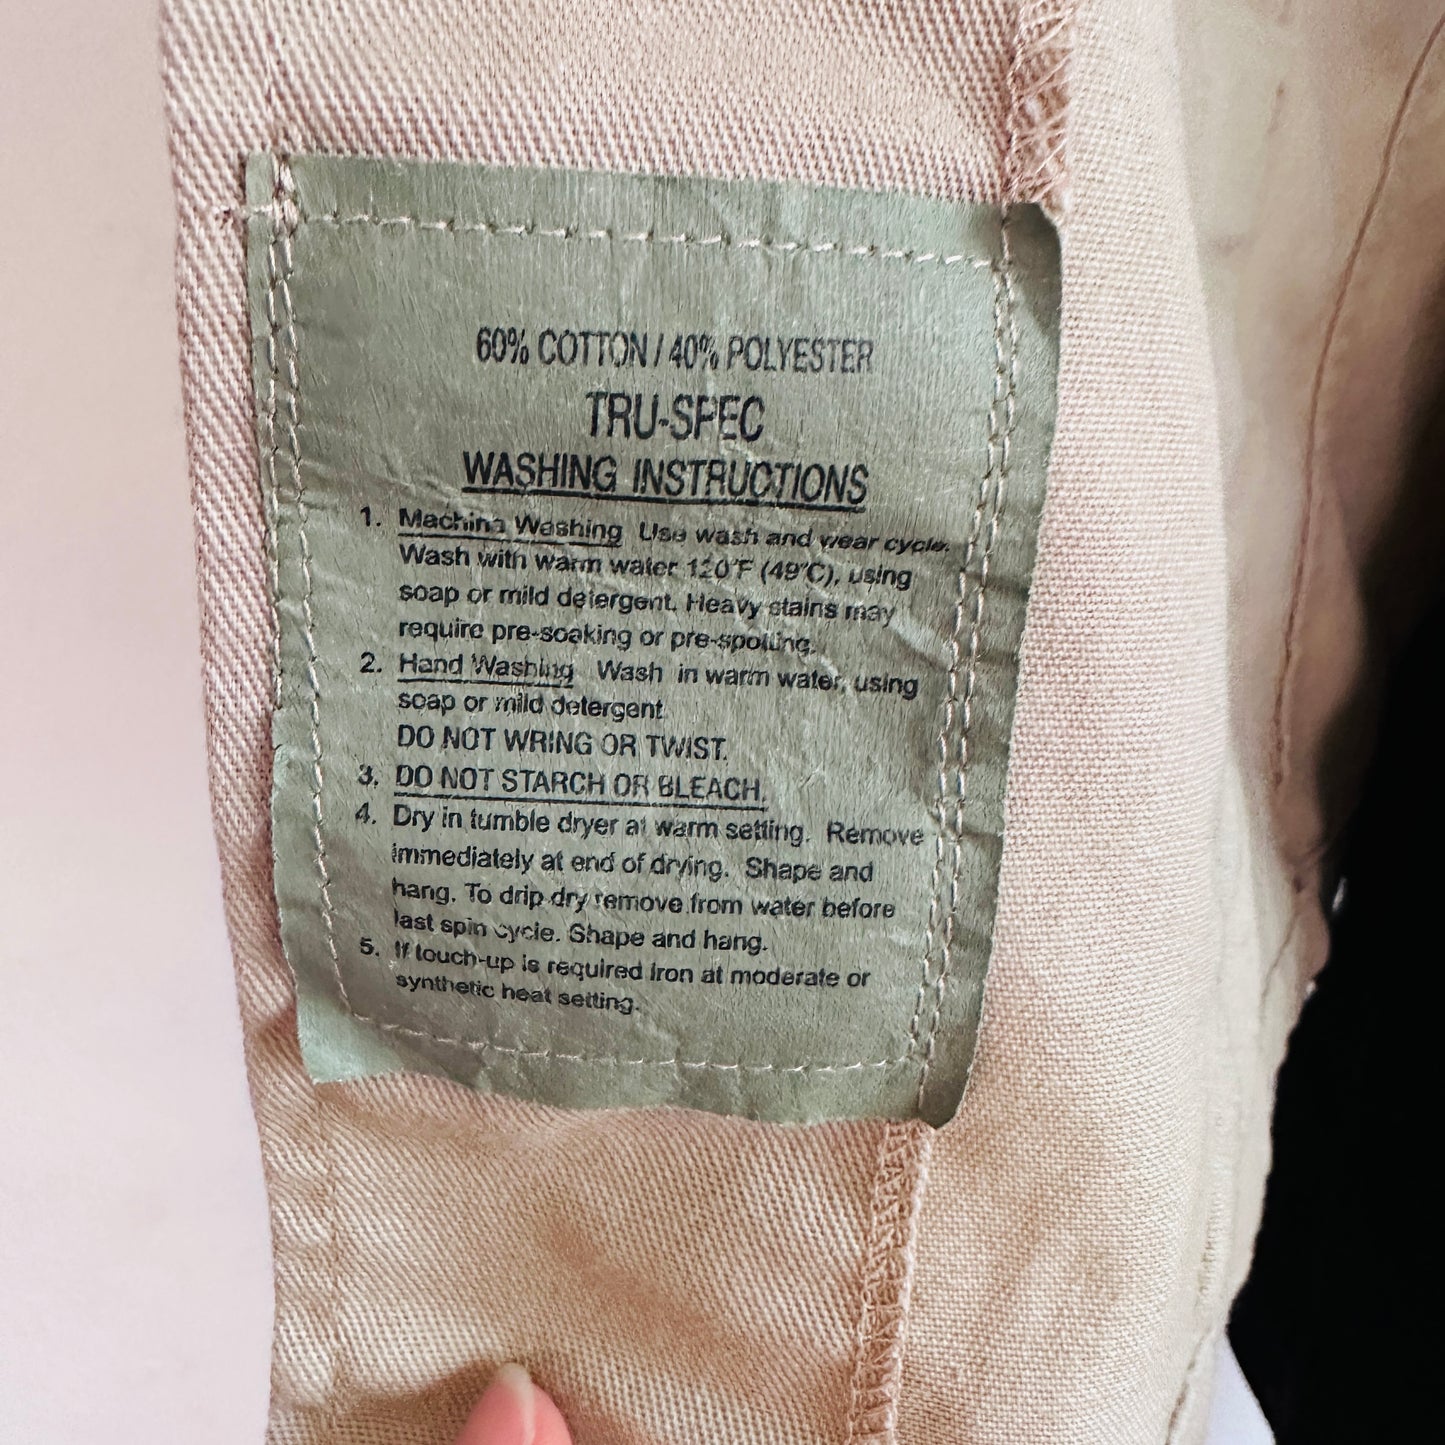 60% COTTON / 40% POLYESTER
TRU-SPEC
WASHING INSTRUCTIONS
1. Machine Washing Use wash and wear cycle.
Wash with warm water 120°F (49°C), using
soap or mild detergent. Heavy stains may
require pre-soaking or pre-spotting.
2. Hand Washing Wash in warm water, using
soap or mild detergent.
DO NOT WRING OR TWIST.
3. DO NOT STARCH OR BLEACH.
4. Dry in tumble dryer at warm setting. Remove
immediately at end of drying. Shape and
hang. To drip dry remove from water before
last spin cycle. Shape and hang.
5. If touch-up is required iron at moderate or
synthetic heat setting.